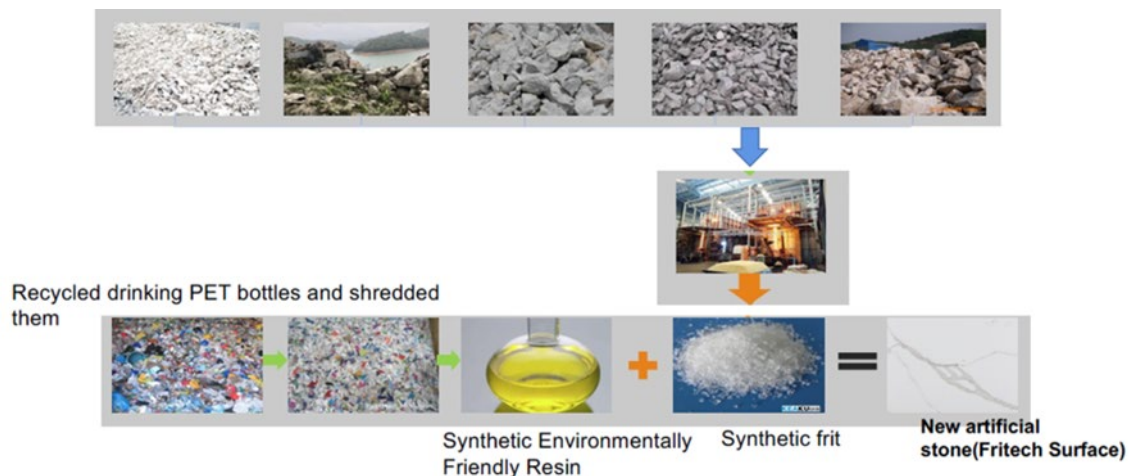 Recycled drinking PET bottles and shredded
them
Synthetic Environmentally
Friendly Resin
Synthetic frit
New artificial
stone(Fritech Surface)